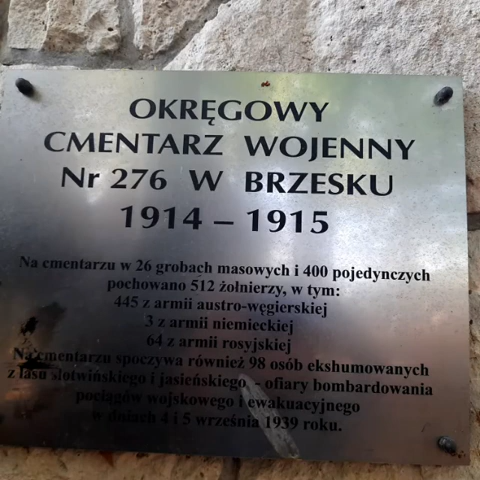 OKRĘGOWY
CMENTARZ WOJENNY
Nr 276 W BRZESKU
1914 – 1915
Na cmentarzu w 26 grobach masowych i 400 pojedynczych
pochowano 512 żołnierzy, w tym:
445 z armii austro-węgierskiej
3 z armii niemieckiej
64 z armii rosyjskiej
Na cmentarzu spoczywa również 98 osób ekshumowanych
z lasu słotwińskiego i jasieńskiego – ofiary bombardowania
pociągów wojskowego i ewakuacyjnego
w dniach 4 i 5 września 1939 roku.